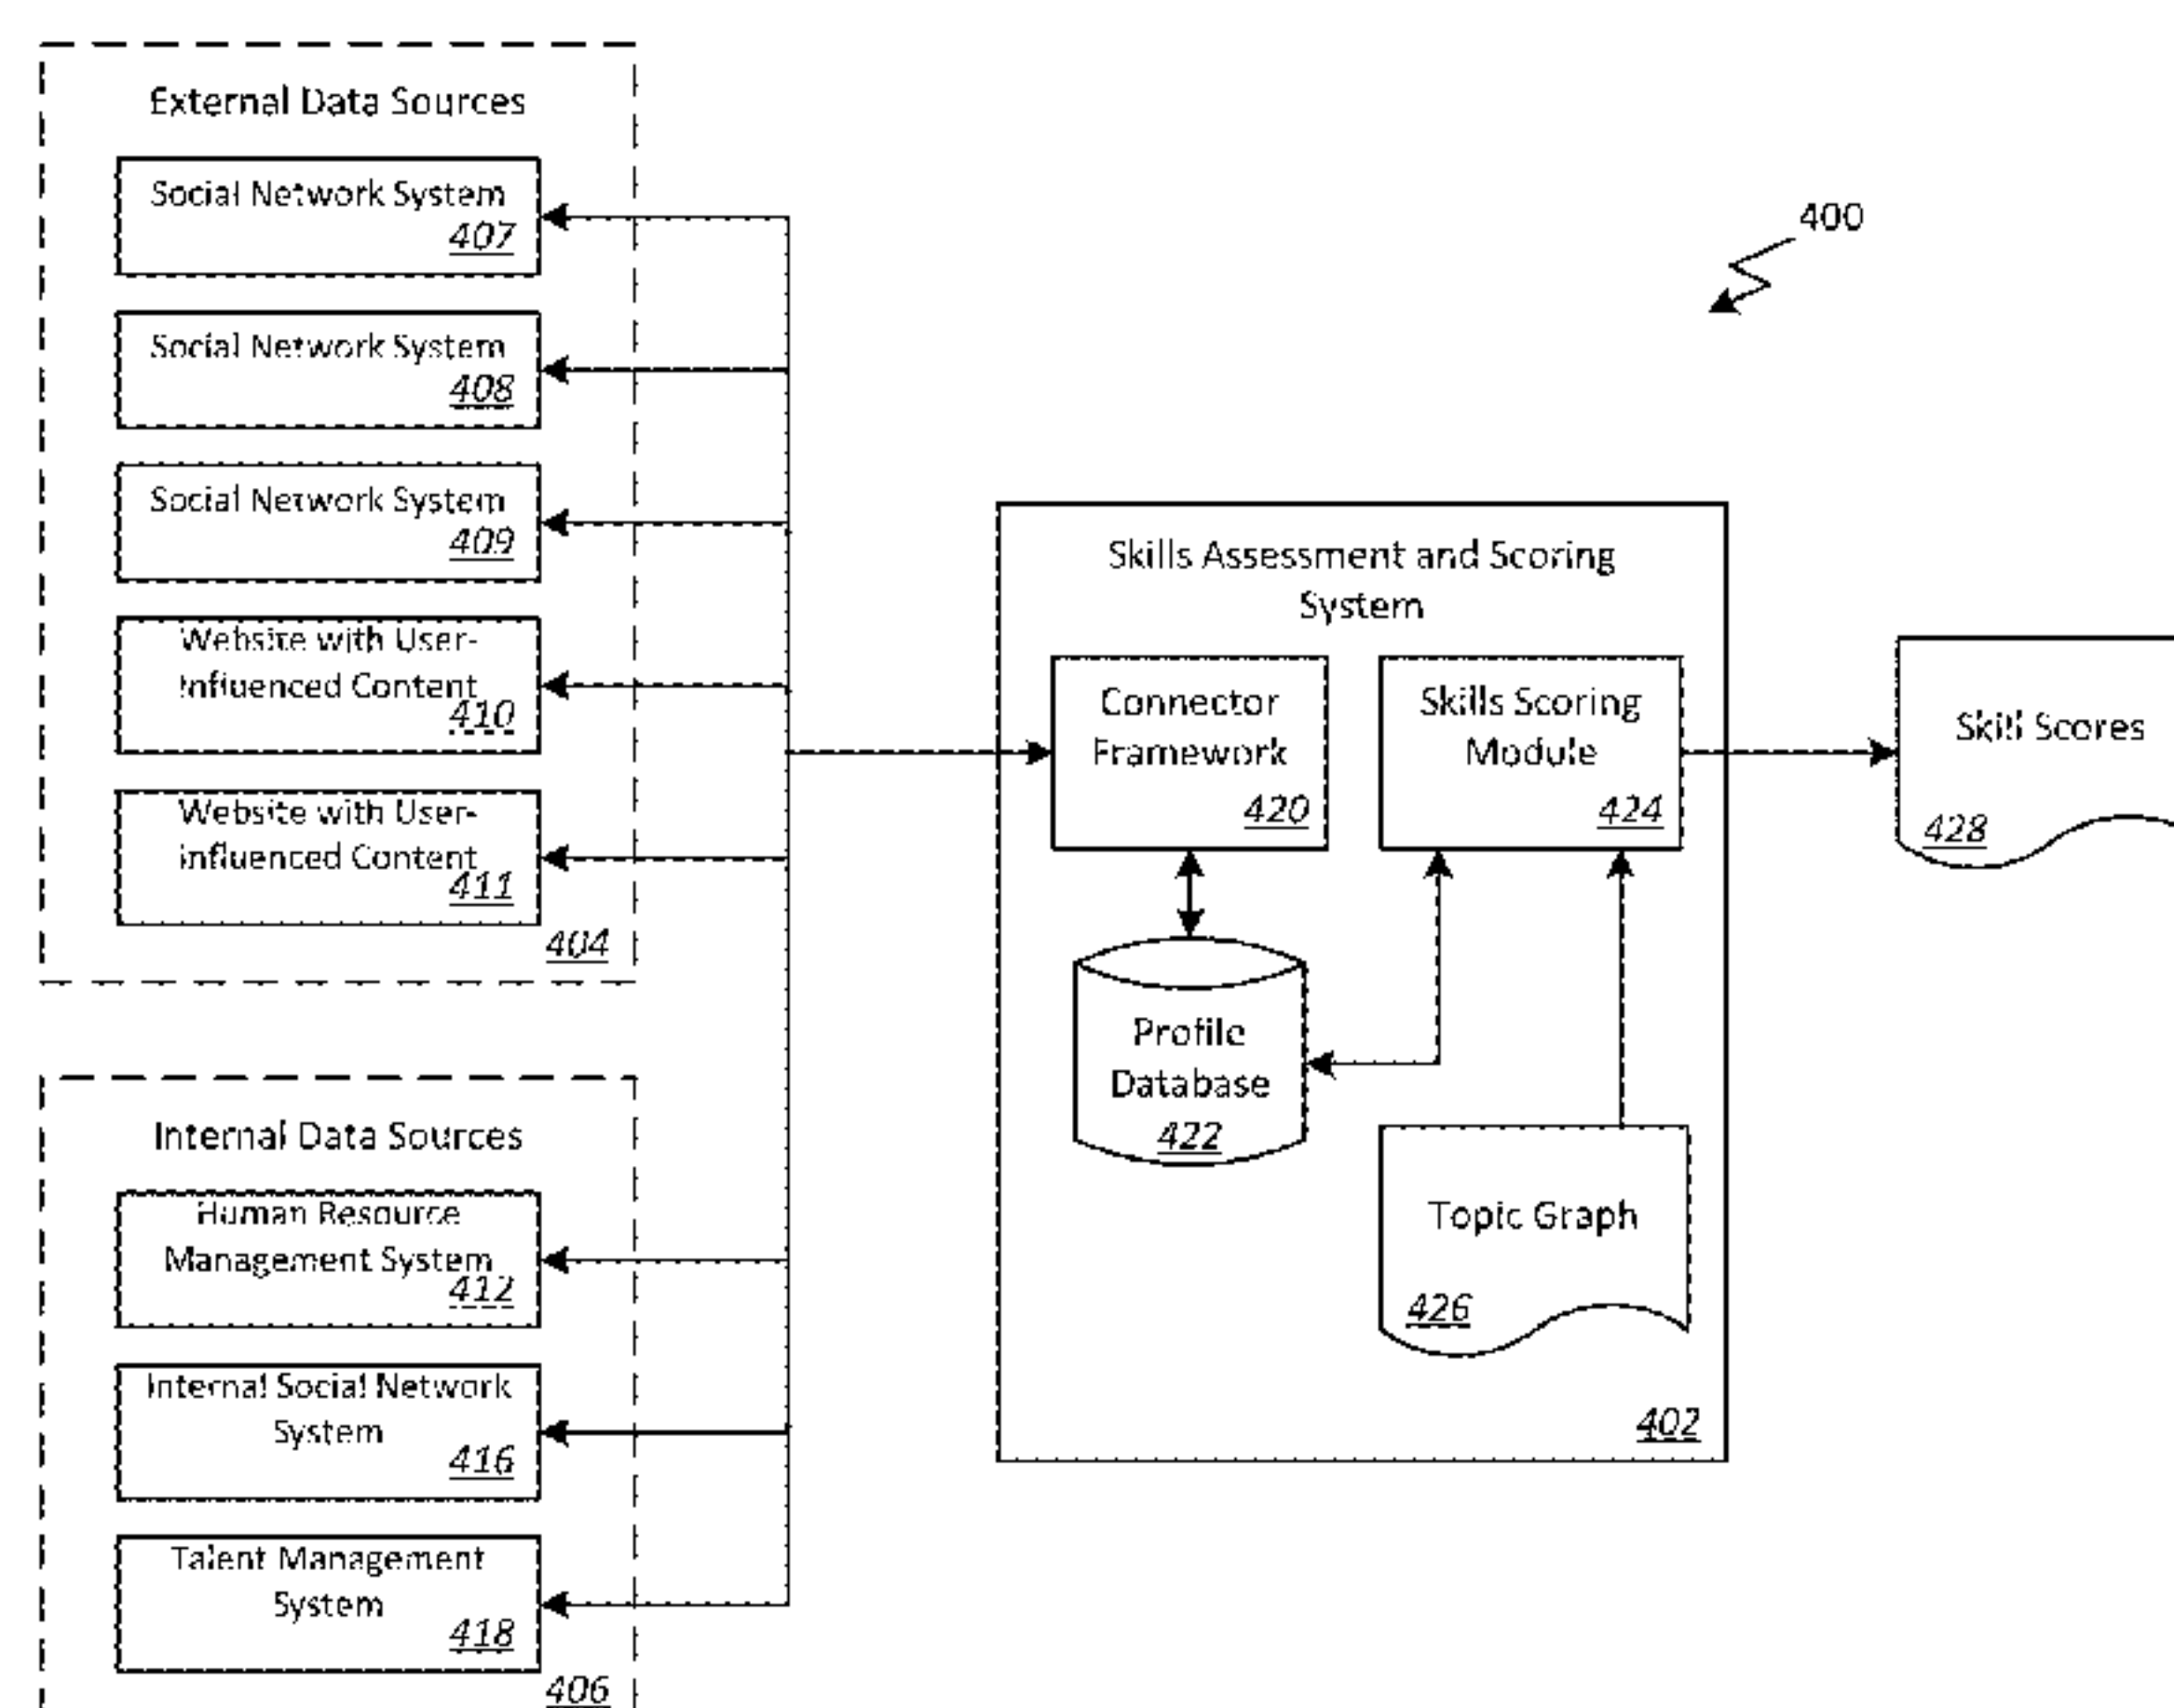 External Data Sources
Social Network System
407
Social Network System
408
Social Network System
409
Website with User-
Influenced Content
410
Website with User-
Influenced Content
411
404
Internal Data Sources
Human Resource
Management System
412
Internal Social Network
System
416
Talent Management
System
418
406
400
Skills Assessment and Scoring
System
Connector
Framework
420
Skills Scoring
Module
424
Profile
Database
422
Topic Graph
426
402
Skill Scores
428